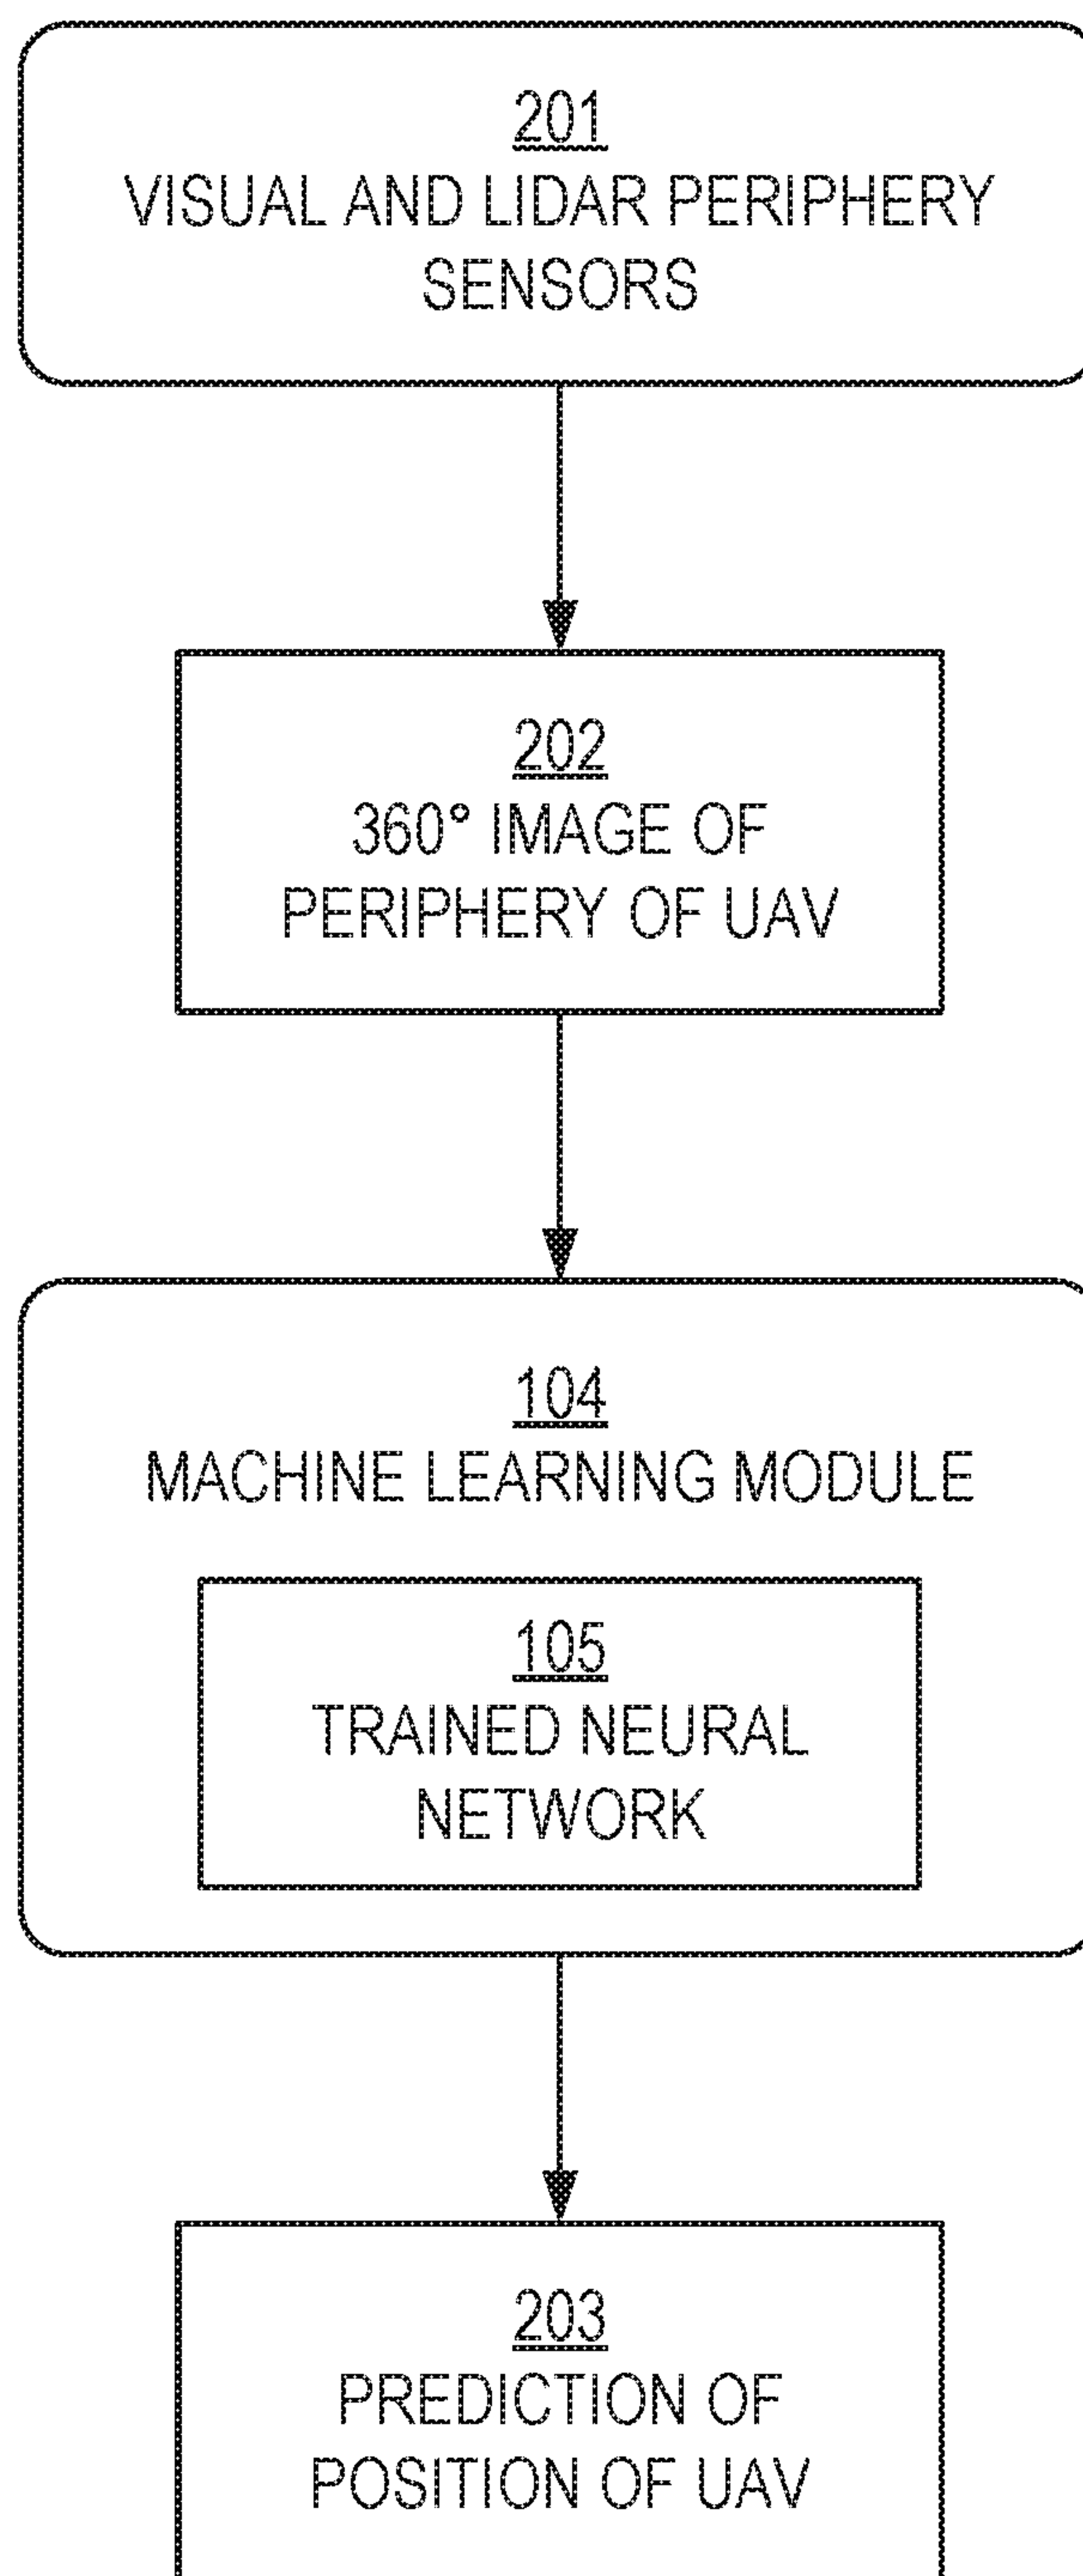 201
VISUAL AND LIDAR PERIPHERY
SENSORS
202
360° IMAGE OF
PERIPHERY OF UAV
104
MACHINE LEARNING MODULE
105
TRAINED NEURAL
NETWORK
203
PREDICTION OF
POSITION OF UAV